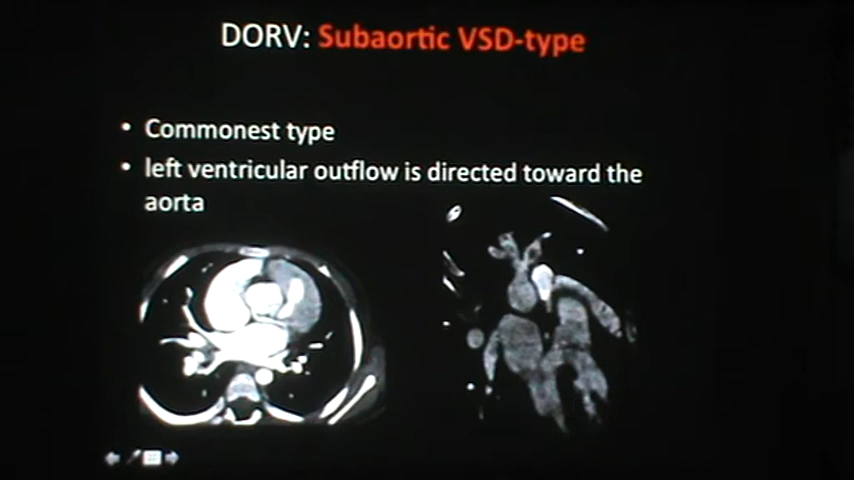 DORV: Subaortic VSD-type
• Commonest type
• left ventricular outflow is directed toward the
aorta